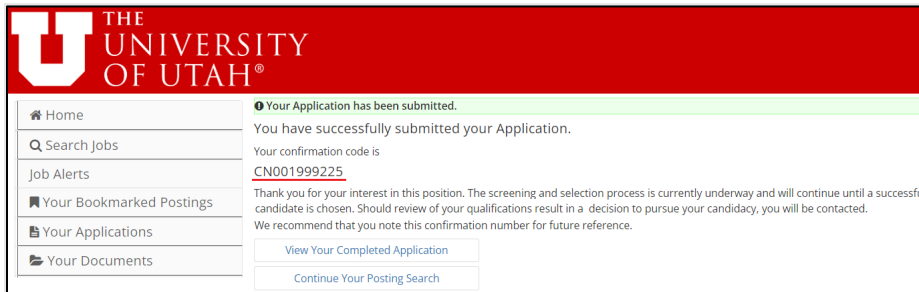 THE
UNIVERSITY
OF UTAH®
Home
Search Jobs
Job Alerts
Your Bookmarked Postings
Your Applications
Your Documents
Your Application has been submitted.
You have successfully submitted your Application.
Your confirmation code is
CN001999225
Thank you for your interest in this position. The screening and selection process is currently underway and will continue until a successfu
candidate is chosen. Should review of your qualifications result in a decision to pursue your candidacy, you will be contacted.
We recommend that you note this confirmation number for future reference.
View Your Completed Application
Continue Your Posting Search